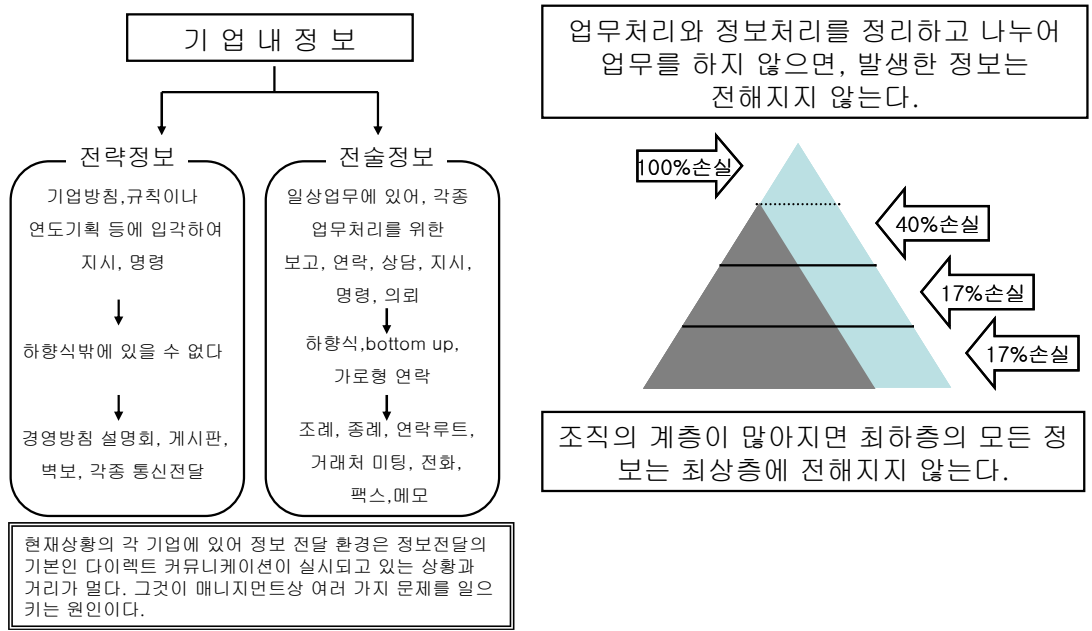 기 업 내 정 보
전략정보
기업방침,규칙이나
연도기획 등에 입각하여
지시, 명령
하향식밖에 있을 수 없다
경영방침 설명회, 게시판,
벽보, 각종 통신전달
전술정보
일상업무에 있어, 각종
업무처리를 위한
보고, 연락, 상담, 지시,
명령, 의뢰
하향식,bottom up,
가로형 연락
조례, 종례, 연락루트,
거래처 미팅, 전화,
팩스,메모
현재상황의 각 기업에 있어 정보 전달 환경은 정보전달의
기본인 다이렉트 커뮤니케이션이 실시되고 있는 상황과
거리가 멀다. 그것이 매니지먼트상 여러 가지 문제를 일으
키는 원인이다.
업무처리와 정보처리를 정리하고 나누어
업무를 하지 않으면, 발생한 정보는
전해지지 않는다.
100%손실
40%손실
17%손실
17%손실
조직의 계층이 많아지면 최하층의 모든 정
보는 최상층에 전해지지 않는다.